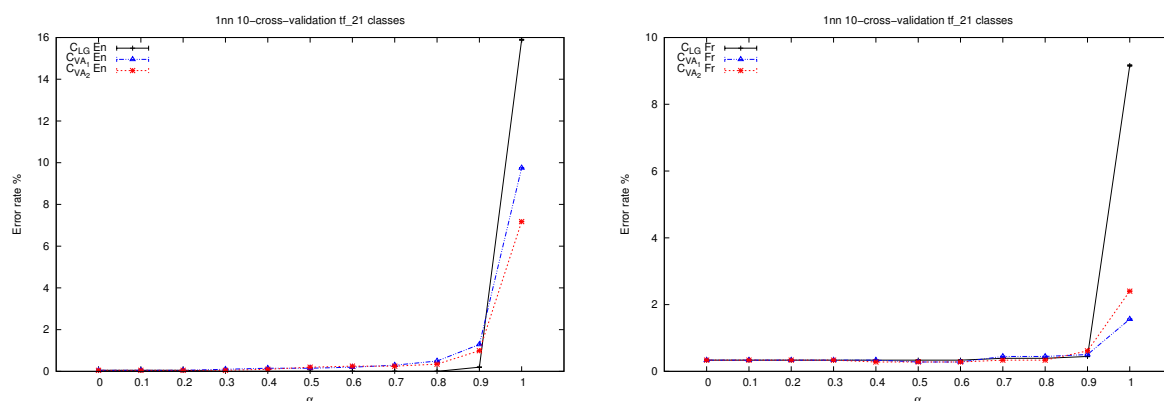 1nn 10-cross-validation tf_21 classes
C_LG En
C_VA1 En
C_VA2 En
Error rate %
16
14
12
10
8
6
4
2
0
0 0.1 0.2 0.3 0.4 0.5 0.6 0.7 0.8 0.9 1
α
1nn 10-cross-validation tf_21 classes
C_LG Fr
C_VA1 Fr
C_VA2 Fr
Error rate %
10
8
6
4
2
0
0 0.1 0.2 0.3 0.4 0.5 0.6 0.7 0.8 0.9 1
α